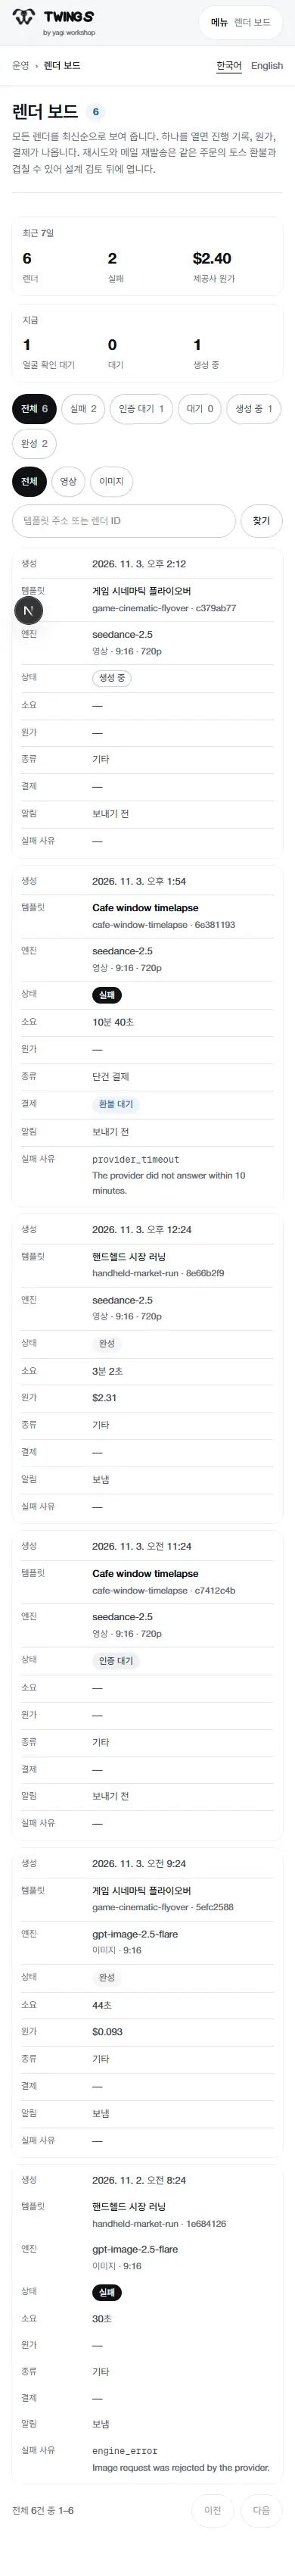 TWINGS
by yagi workshop
메뉴 렌더 보드
운영 › 렌더 보드
한국어 English
렌더 보드 6
모든 렌더를 최신순으로 보여 줍니다. 하나를 열면 진행 기록, 원가,
결제가 나옵니다. 재시도와 메일 재발송은 같은 주문의 토스 환불과
겹칠 수 있어 설계 검토 뒤에 엽니다.
최근 7일
6 2 $2.40
렌더 실패 제공사 원가
지금
1 0 1
얼굴 확인 대기 대기 생성 중
전체 6 실패 2 인증 대기 1 대기 0 생성 중 1
완성 2
전체 영상 이미지
템플릿 주소 또는 렌더 ID 찾기
생성 2026. 11. 3. 오후 2:12
템플릿 게임 시네마틱 플라이오버
game-cinematic-flyover · c379ab77
N
엔진 seedance-2.5
영상 · 9:16 · 720p
상태 생성 중
소요 —
원가 —
종류 기타
결제 —
알림 보내기 전
실패 사유 —
생성 2026. 11. 3. 오후 1:54
템플릿 Cafe window timelapse
cafe-window-timelapse · 6e381193
엔진 seedance-2.5
영상 · 9:16 · 720p
상태 실패
소요 10분 40초
원가 —
종류 단건 결제
결제 환불 대기
알림 보내기 전
실패 사유 provider_timeout
The provider did not answer within 10
minutes.
생성 2026. 11. 3. 오후 12:24
템플릿 핸드헬드 시장 러닝
handheld-market-run · 8e66b2f9
엔진 seedance-2.5
영상 · 9:16 · 720p
상태 완성
소요 3분 2초
원가 $2.31
종류 기타
결제 —
알림 보냄
실패 사유 —
생성 2026. 11. 3. 오전 11:24
템플릿 Cafe window timelapse
cafe-window-timelapse · c7412c4b
엔진 seedance-2.5
영상 · 9:16 · 720p
상태 인증 대기
소요 —
원가 —
종류 기타
결제 —
알림 보내기 전
실패 사유 —
생성 2026. 11. 3. 오전 9:24
템플릿 게임 시네마틱 플라이오버
game-cinematic-flyover · 5efc2588
엔진 gpt-image-2.5-flare
이미지 · 9:16
상태 완성
소요 44초
원가 $0.093
종류 기타
결제 —
알림 보냄
실패 사유 —
생성 2026. 11. 2. 오전 8:24
템플릿 핸드헬드 시장 러닝
handheld-market-run · 1e684126
엔진 gpt-image-2.5-flare
이미지 · 9:16
상태 실패
소요 30초
원가 —
종류 기타
결제 —
알림 보냄
실패 사유 engine_error
Image request was rejected by the provider.
전체 6건 중 1–6 이전 다음